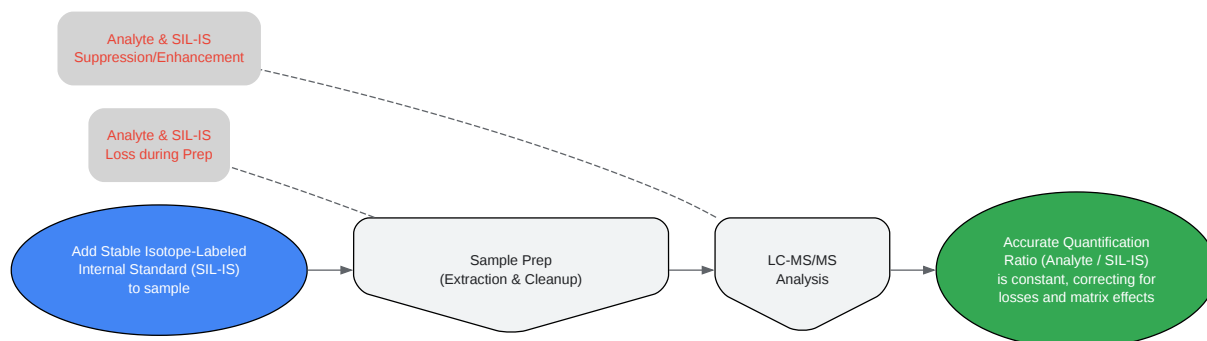 Analyte & SIL-IS
Suppression/Enhancement
Analyte & SIL-IS
Loss during Prep
Add Stable Isotope-Labeled
Internal Standard (SIL-IS)
to sample
Sample Prep
(Extraction & Cleanup)
LC-MS/MS
Analysis
Accurate Quantification
Ratio (Analyte / SIL-IS)
is constant, correcting for
losses and matrix effects